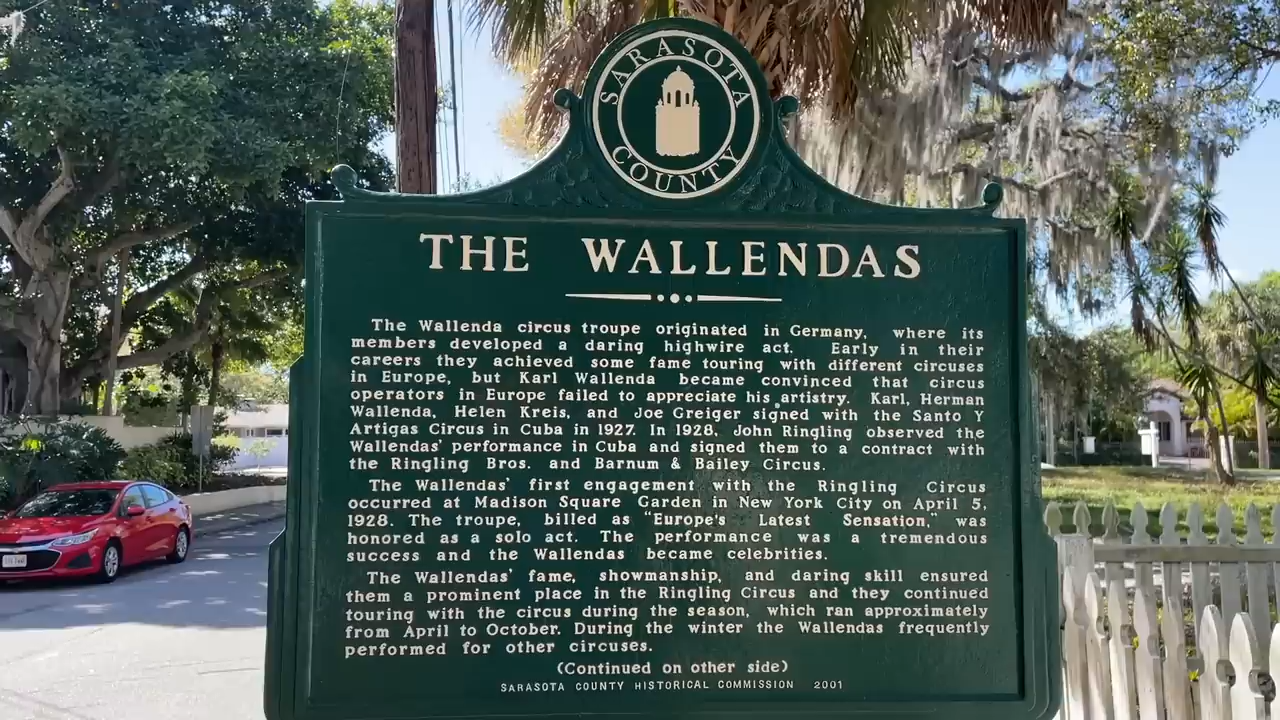 SARASOTA
COUNTY
THE WALLENDAS
The Wallenda circus troupe originated in Germany, where its
members developed a daring highwire act. Early in their
careers they achieved some fame touring with different circuses
in Europe, but Karl Wallenda became convinced that circus
operators in Europe failed to appreciate his artistry. Karl, Herman
Wallenda, Helen Kreis, and Joe Greiger signed with the Santo Y
Artigas Circus in Cuba in 1927. In 1928, John Ringling observed the
Wallendas' performance in Cuba and signed them to a contract with
the Ringling Bros. and Barnum & Bailey Circus.
The Wallendas' first engagement with the Ringling Circus
occurred at Madison Square Garden in New York City on April 5,
1928. The troupe, billed as "Europe's Latest Sensation," was
honored as a solo act. The performance was a tremendous
success and the Wallendas became celebrities.
The Wallendas' fame, showmanship, and daring skill ensured
them a prominent place in the Ringling Circus and they continued
touring with the circus during the season, which ran approximately
from April to October. During the winter the Wallendas frequently
performed for other circuses.
(Continued on other side)
SARASOTA COUNTY HISTORICAL COMMISSION 2001